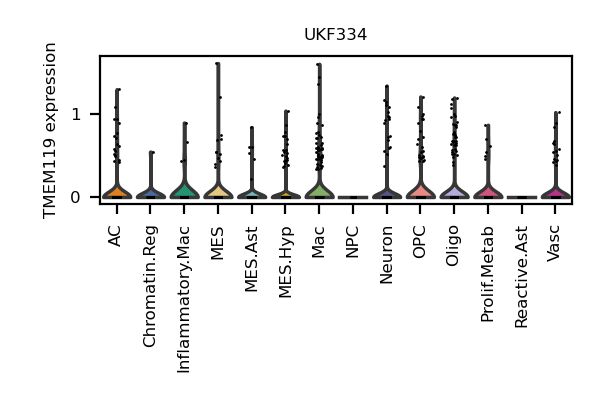 UKF334
TMEM119 expression
1
0
AC
Chromatin.Reg
Inflammatory.Mac
MES
MES.Ast
MES.Hyp
Mac
NPC
Neuron
OPC
Oligo
Prolif.Metab
Reactive.Ast
Vasc